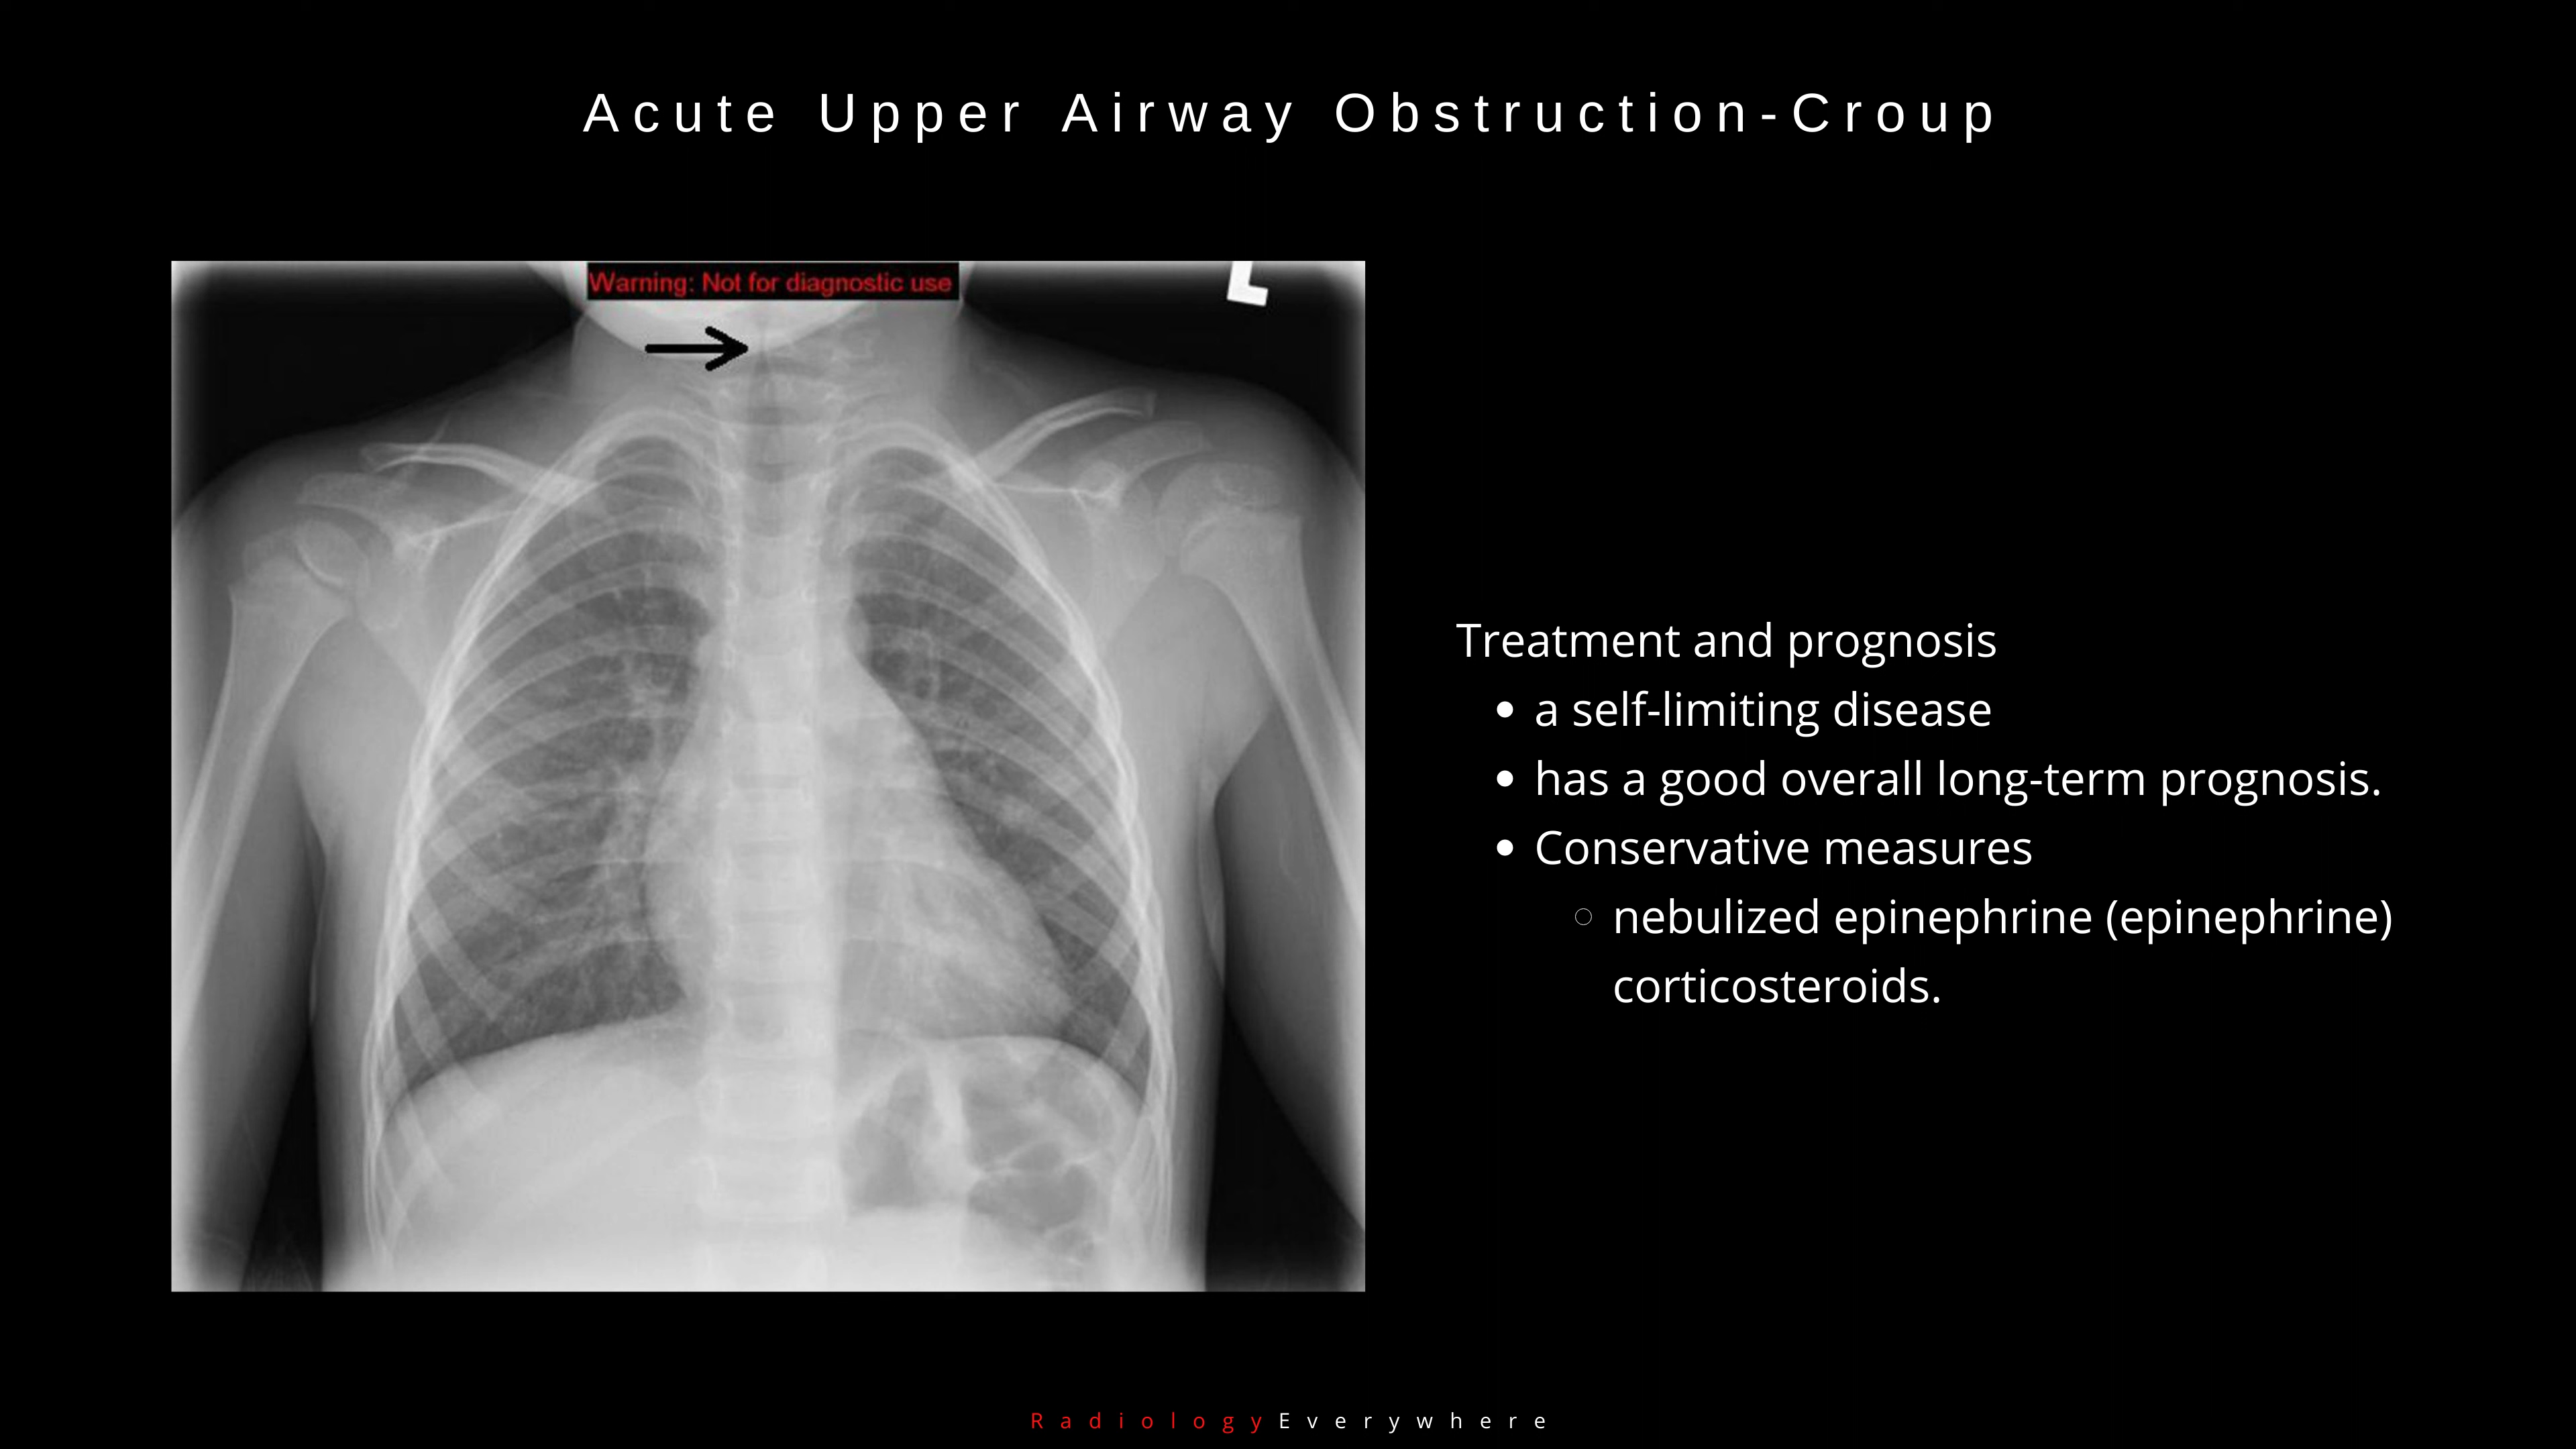 Acute Upper Airway Obstruction-Croup
Warning: Not for diagnostic use
L
Treatment and prognosis
• a self-limiting disease
• has a good overall long-term prognosis.
• Conservative measures
○ nebulized epinephrine (epinephrine)
corticosteroids.
RadiologyEverywhere